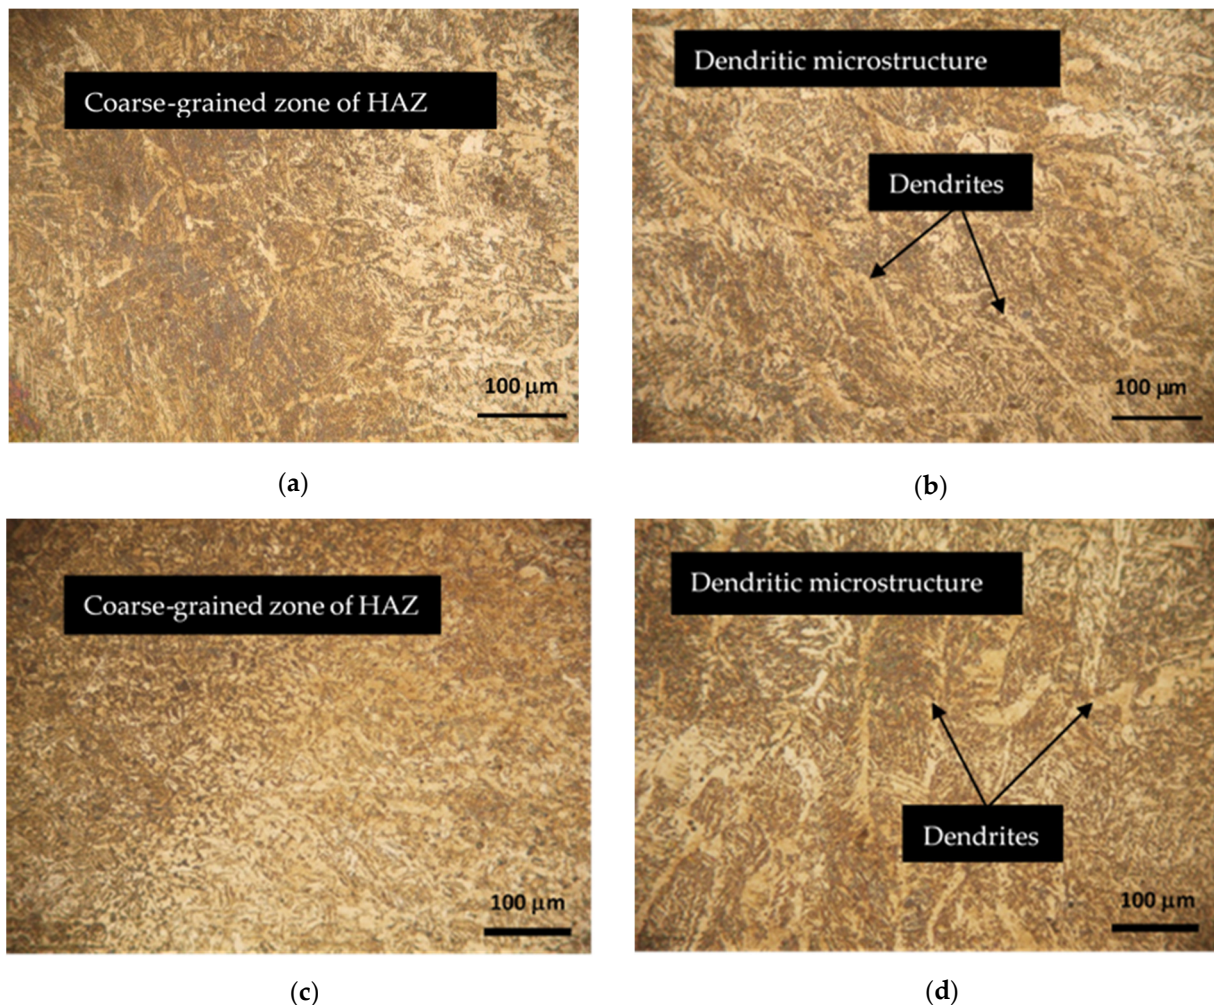 Coarse-grained zone of HAZ
100 µm
(a)
Dendritic microstructure
Dendrites
100 µm
(b)
Coarse-grained zone of HAZ
100 µm
(c)
Dendritic microstructure
Dendrites
100 µm
(d)